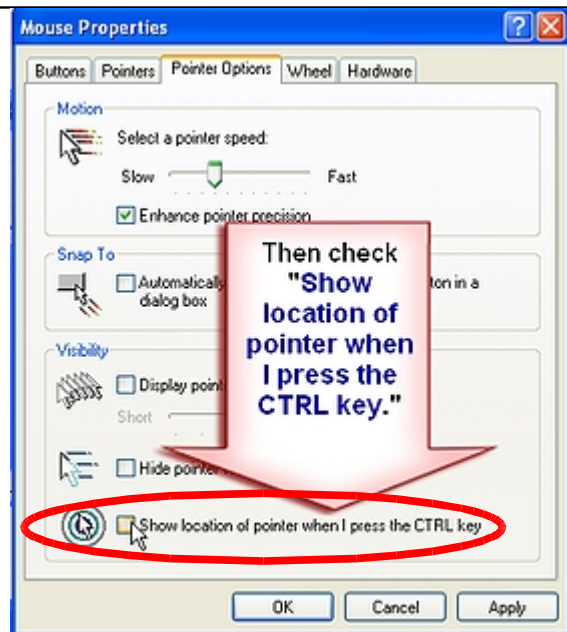 Mouse Properties
Buttons Pointers Pointer Options Wheel Hardware
Motion
Select a pointer speed:
Slow Fast
Enhance pointer precision
Snap To
Automatically ton in a
dialog box
Then check
"Show
location of
pointer when
I press the
CTRL key."
Visibility
Display point
Short
Hide pointer
Show location of pointer when I press the CTRL key
OK Cancel Apply